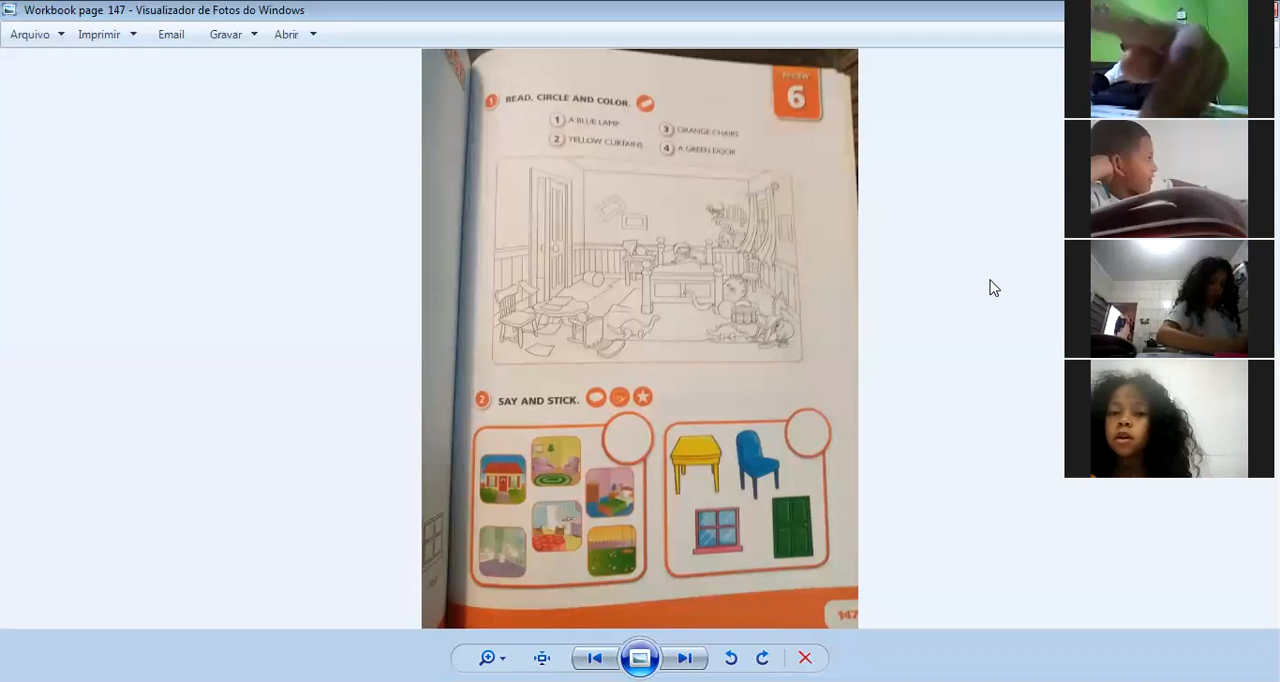 Workbook page 147 - Visualizador de Fotos do Windows
Arquivo Imprimir Email Gravar Abrir
REVIEW
6
1 READ, CIRCLE AND COLOR.
1 A BLUE LAMP
2 YELLOW CURTAINS
3 ORANGE CHAIRS
4 A GREEN DOOR
2 SAY AND STICK.
147